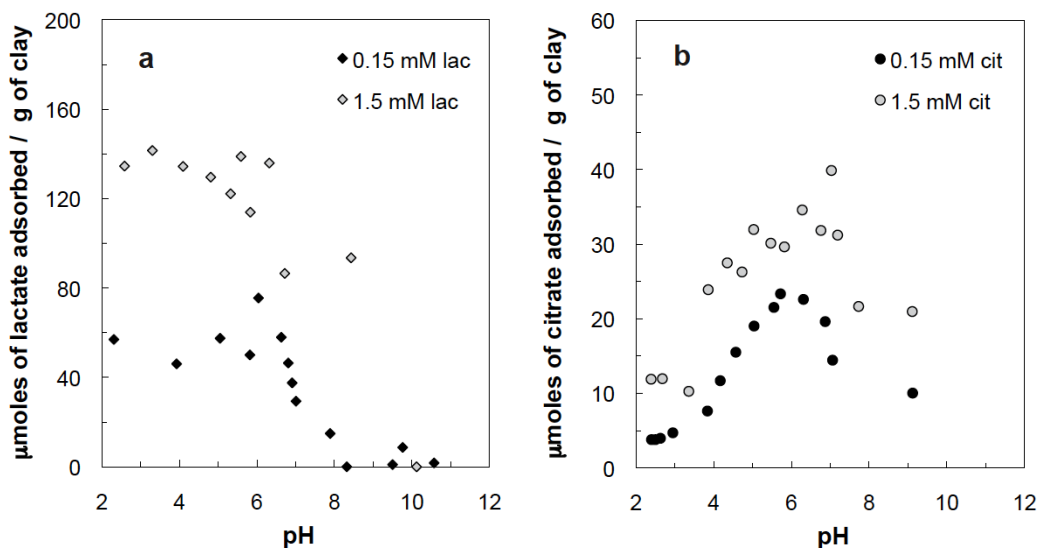 a
0.15 mM lac
1.5 mM lac
μmoles of lactate adsorbed / g of clay
200
160
120
80
40
0
2 4 6 8 10 12
pH
b
0.15 mM cit
1.5 mM cit
μmoles of citrate adsorbed / g of clay
60
50
40
30
20
10
0
2 4 6 8 10 12
pH